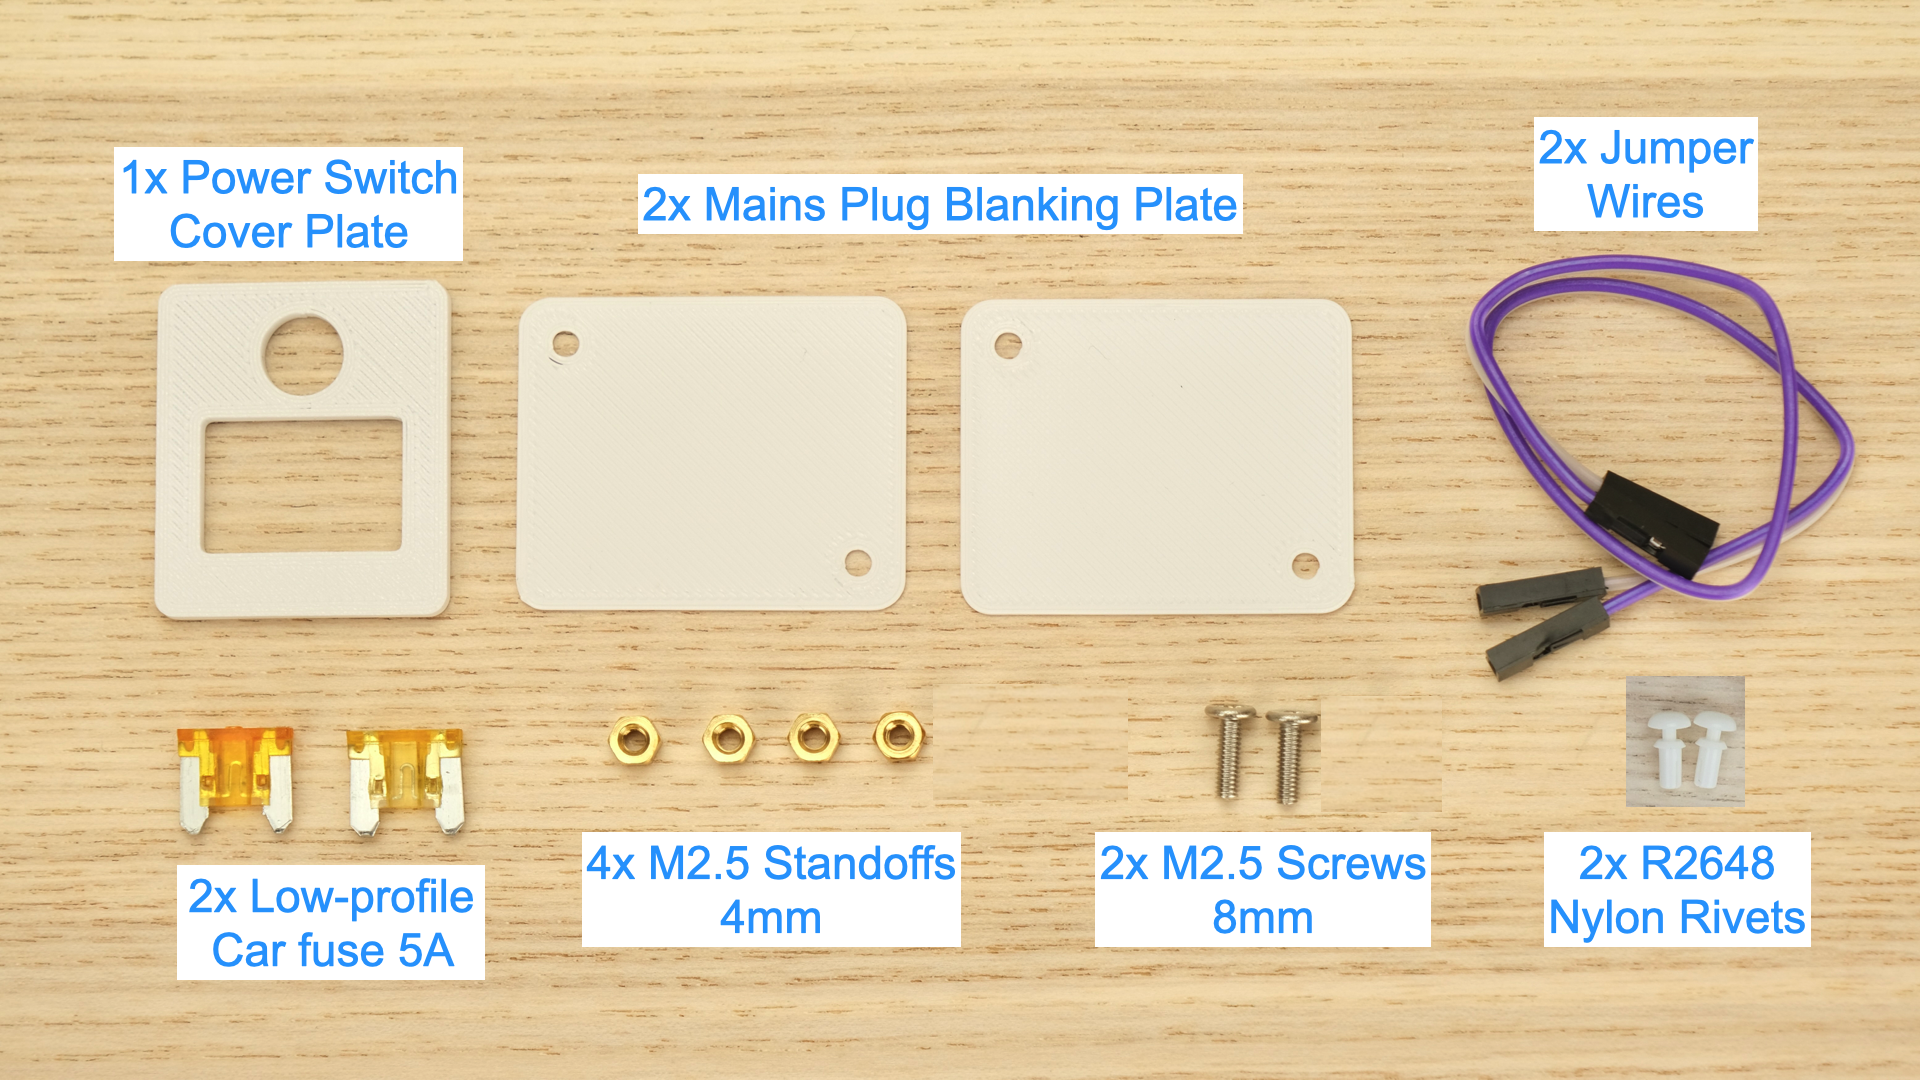 1x Power Switch
Cover Plate
2x Mains Plug Blanking Plate
2x Jumper
Wires
2x Low-profile
Car fuse 5A
4x M2.5 Standoffs
4mm
2x M2.5 Screws
8mm
2x R2648
Nylon Rivets